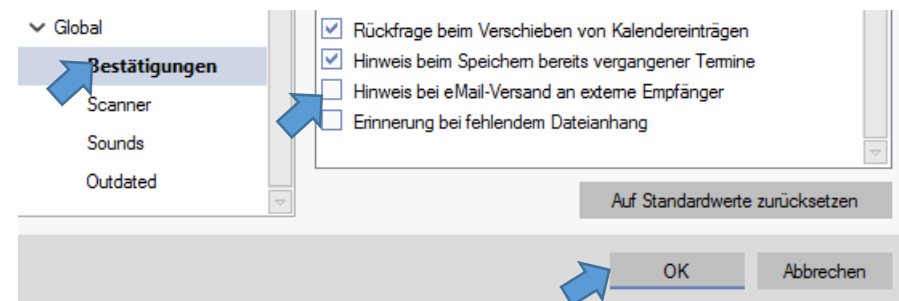 Global
Bestätigungen
Scanner
Sounds
Outdated
Rückfrage beim Verschieben von Kalendereinträgen
Hinweis beim Speichern bereits vergangener Termine
Hinweis bei eMail-Versand an externe Empfänger
Erinnerung bei fehlendem Dateianhang
Auf Standardwerte zurücksetzen
OK
Abbrechen